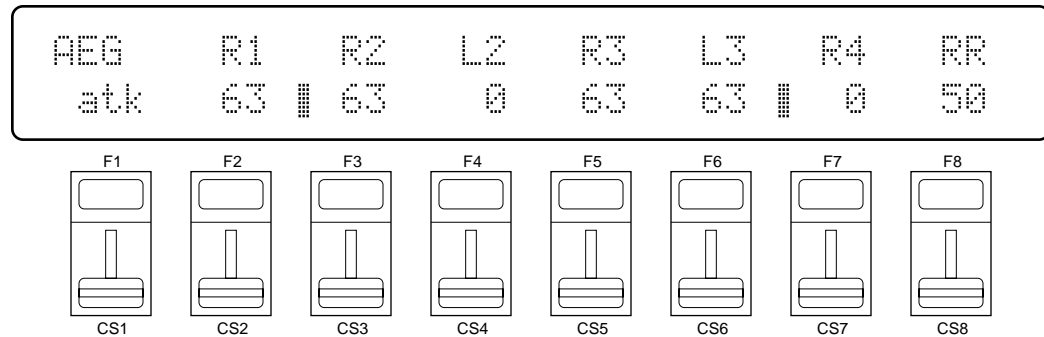 AEG R1 R2 L2 R3 L3 R4 RR
atk 63 63 0 63 63 0 50
F1 F2 F3 F4 F5 F6 F7 F8
CS1 CS2 CS3 CS4 CS5 CS6 CS7 CS8